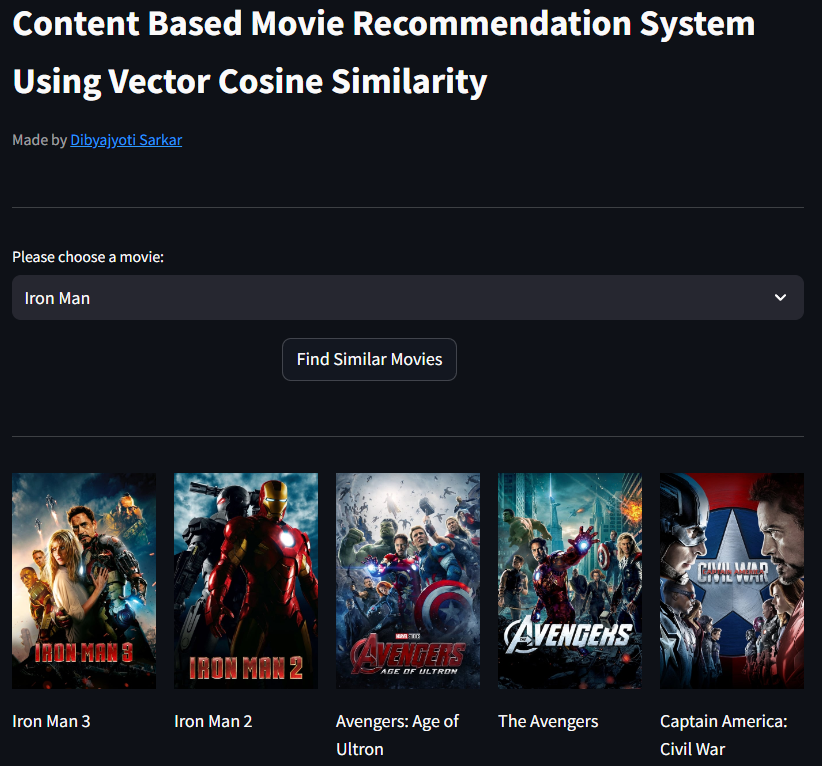 Content Based Movie Recommendation System
Using Vector Cosine Similarity
Made by Dibyajyoti Sarkar
Please choose a movie:
Iron Man
Find Similar Movies
IRON MAN 3
IRON MAN 2
MARVEL
AVENGERS
AGE OF ULTRON
THE AVENGERS
CIVIL WAR
Iron Man 3
Iron Man 2
Avengers: Age of
Ultron
The Avengers
Captain America:
Civil War